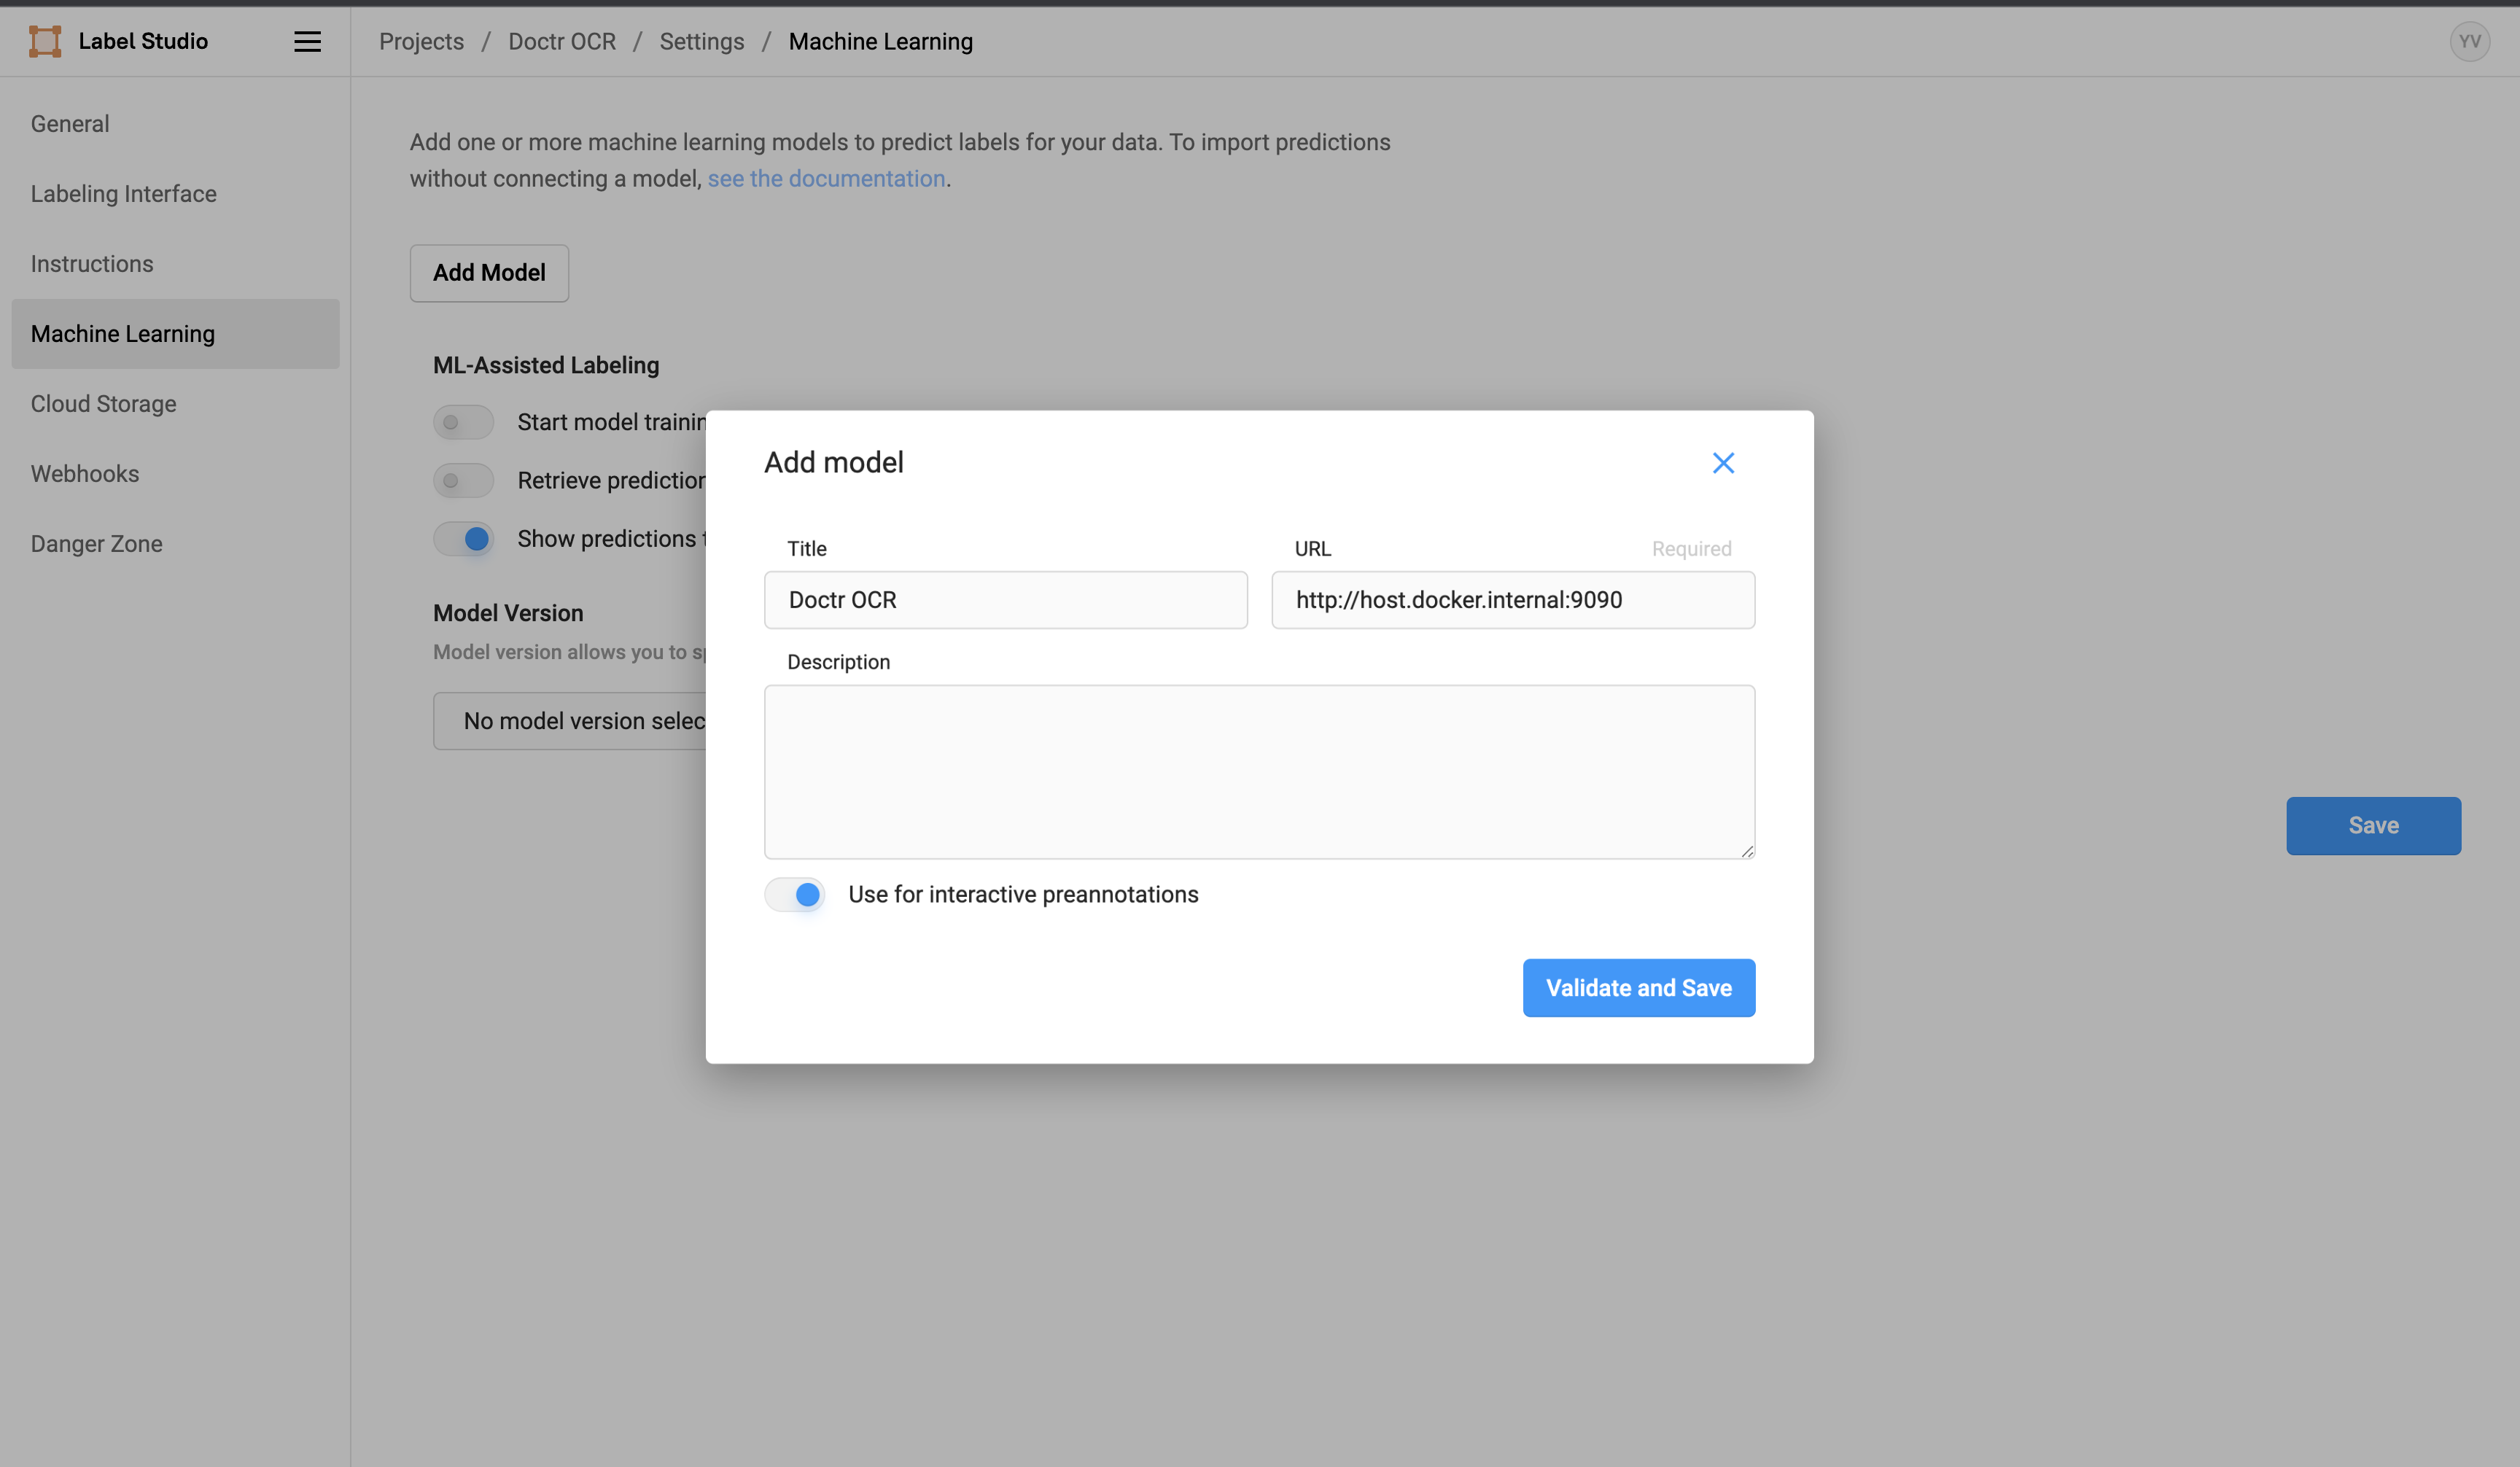 Label Studio
Projects / Doctr OCR / Settings / Machine Learning
YV
General
Labeling Interface
Instructions
Machine Learning
Cloud Storage
Webhooks
Danger Zone
Add one or more machine learning models to predict labels for your data. To import predictions
without connecting a model, see the documentation.
Add Model
ML-Assisted Labeling
Start model
Retrieve
Show predictions
Model Version
Model version allows you to
No model version
Save
Add model
Title
URL Required
Doctr OCR
http://host.docker.internal:9090
Description
Use for interactive preannotations
Validate and Save